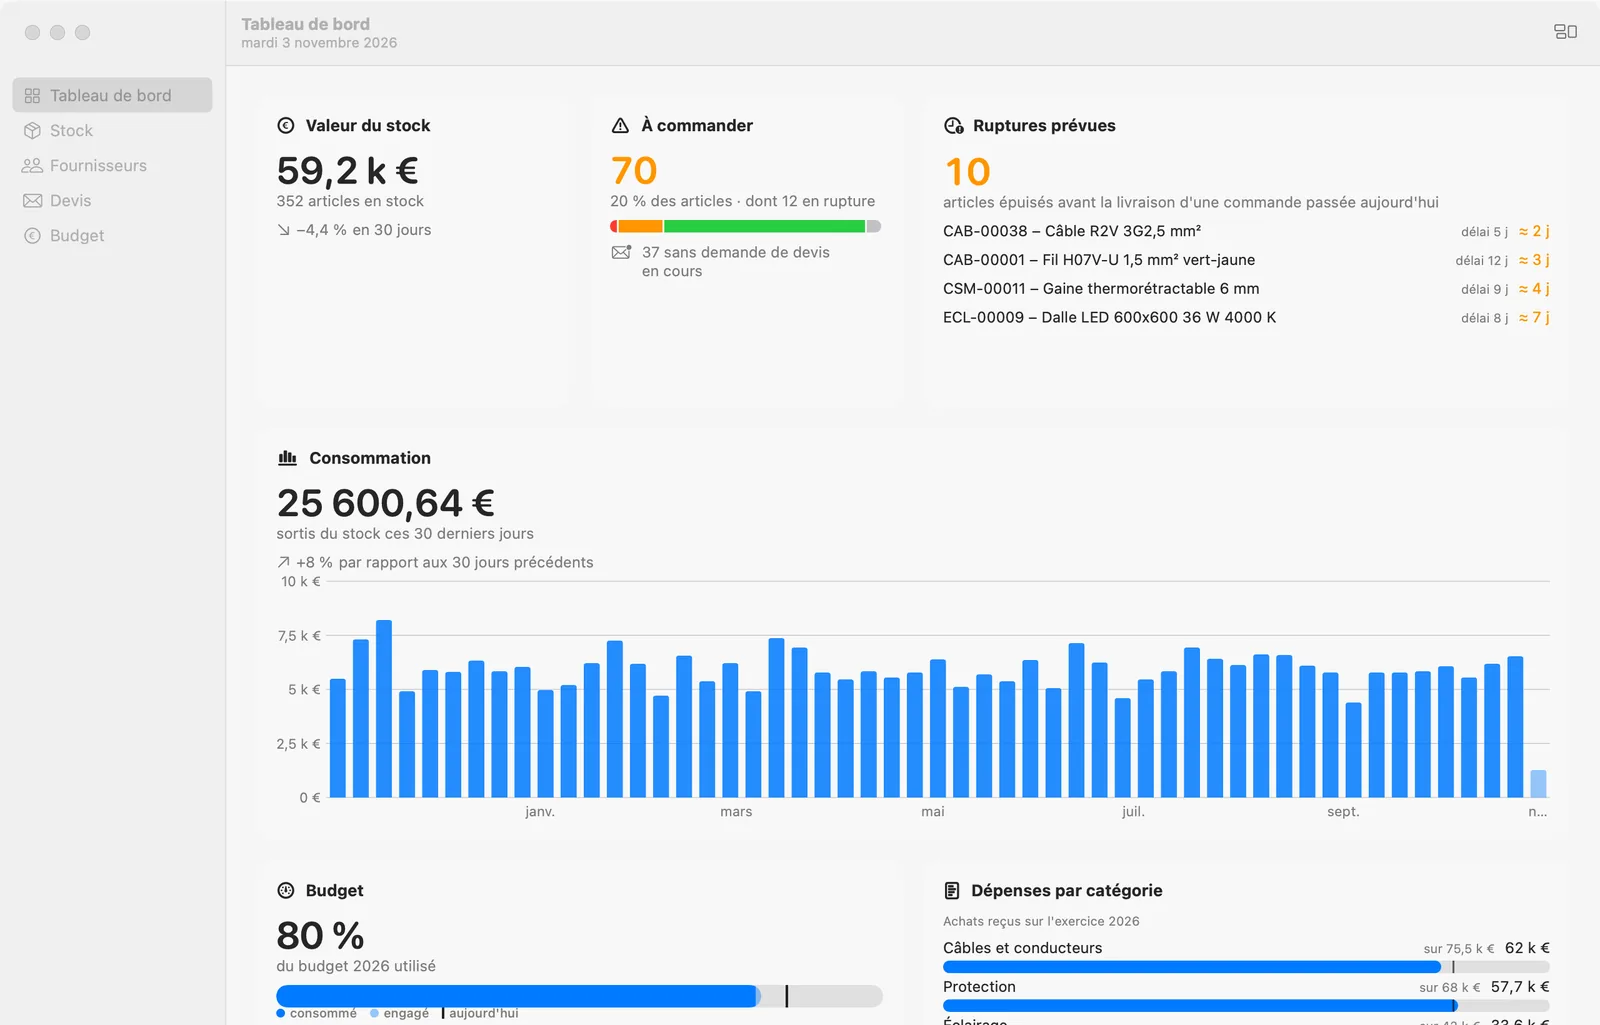 Tableau de bord
mardi 3 novembre 2026
Tableau de bord
Stock
Fournisseurs
Devis
Budget
Valeur du stock
59,2 k €
352 articles en stock
−4,4 % en 30 jours
À commander
70
20 % des articles · dont 12 en rupture
37 sans demande de devis
en cours
Ruptures prévues
10
articles épuisés avant la livraison d'une commande passée aujourd'hui
CAB-00038 – Câble R2V 3G2,5 mm² délai 5 j ≈ 2 j
CAB-00001 – Fil H07V-U 1,5 mm² vert-jaune délai 12 j ≈ 3 j
CSM-00011 – Gaine thermorétractable 6 mm délai 9 j ≈ 4 j
ECL-00009 – Dalle LED 600x600 36 W 4000 K délai 8 j ≈ 7 j
Consommation
25 600,64 €
sortis du stock ces 30 derniers jours
+8 % par rapport aux 30 jours précédents
10 k €
7,5 k €
5 k €
2,5 k €
0 €
janv. mars mai juil. sept. n...
Budget
80 %
du budget 2026 utilisé
consommé engagé aujourd'hui
Dépenses par catégorie
Achats reçus sur l'exercice 2026
Câbles et conducteurs sur 75,5 k € 62 k €
Protection sur 68 k € 57,7 k €
Éclairage sur 42 k € 33,6 k €